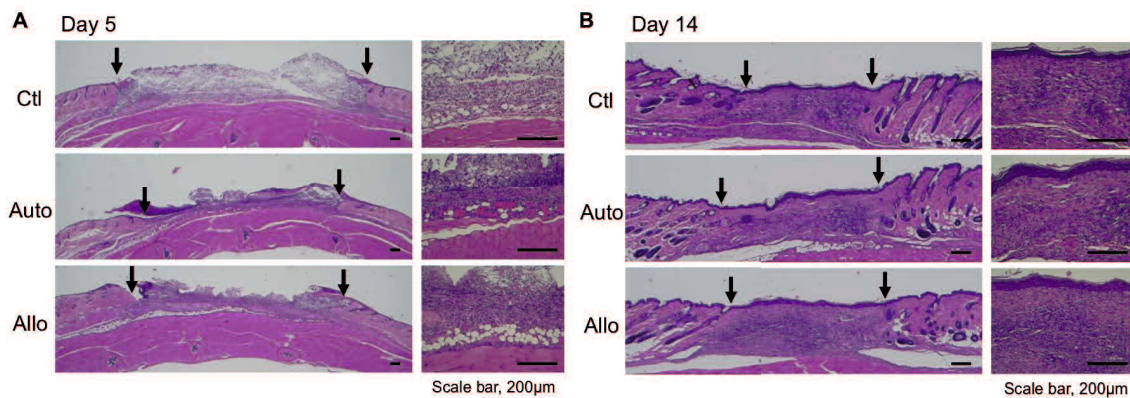 A Day 5
Ctl
Auto
Allo
Scale bar, 200μm
B Day 14
Ctl
Auto
Allo
Scale bar, 200μm